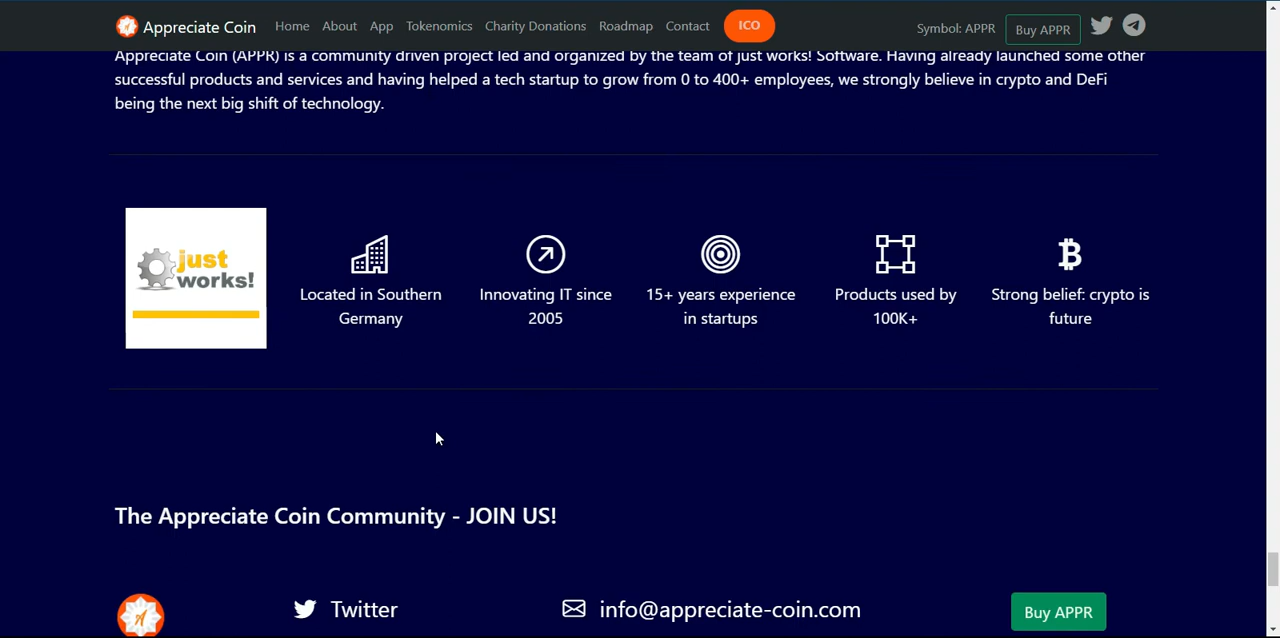 Appreciate Coin Home About App Tokenomics Charity Donations Roadmap Contact ICO Symbol: APPR Buy APPR
Appreciate Coin (APPR) is a community driven project led and organized by the team of just works! Software. Having already launched some other
successful products and services and having helped a tech startup to grow from 0 to 400+ employees, we strongly believe in crypto and DeFi
being the next big shift of technology.
just
works!
Located in Southern
Germany
Innovating IT since
2005
15+ years experience
in startups
Products used by
100K+
Strong belief: crypto is
future
The Appreciate Coin Community - JOIN US!
Twitter info@appreciate-coin.com Buy APPR